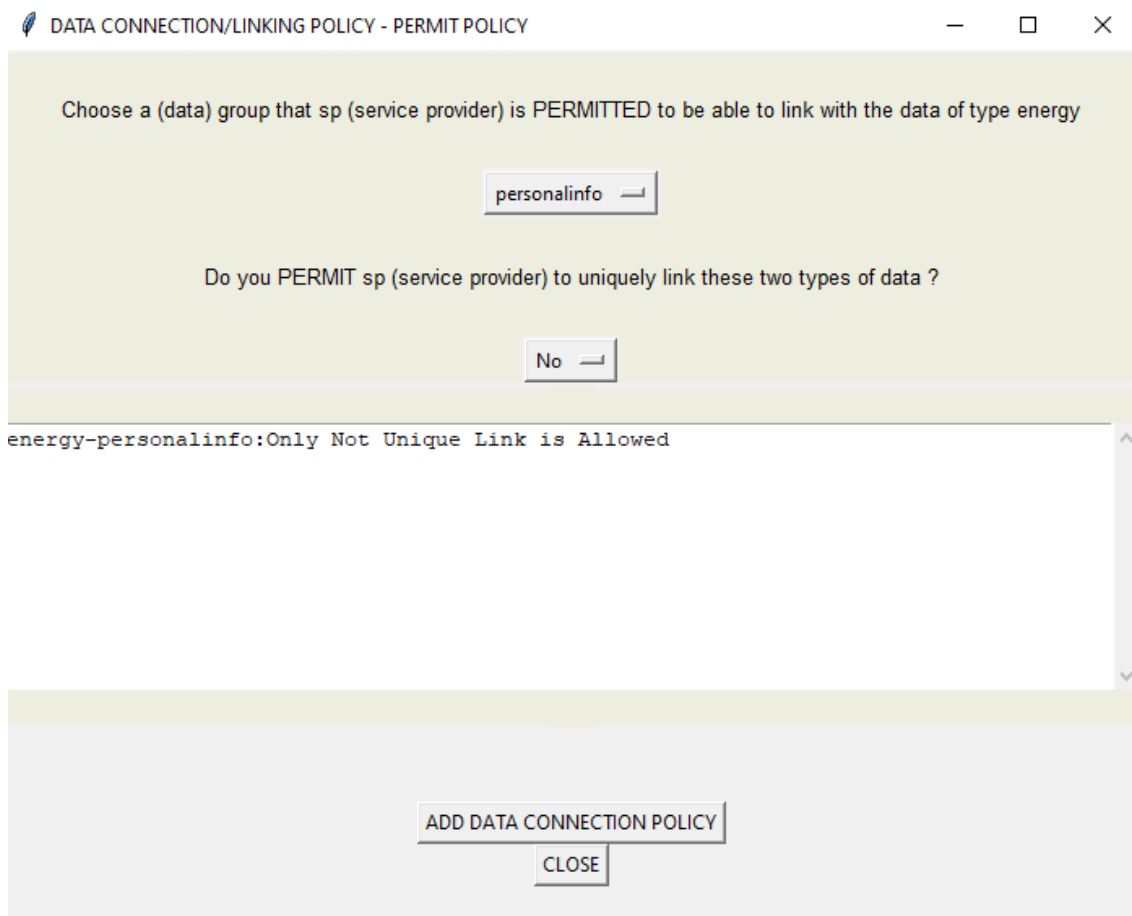 DATA CONNECTION/LINKING POLICY - PERMIT POLICY
Choose a (data) group that sp (service provider) is PERMITTED to be able to link with the data of type energy
personalinfo
Do you PERMIT sp (service provider) to uniquely link these two types of data ?
No
energy-personalinfo:Only Not Unique Link is Allowed
ADD DATA CONNECTION POLICY
CLOSE